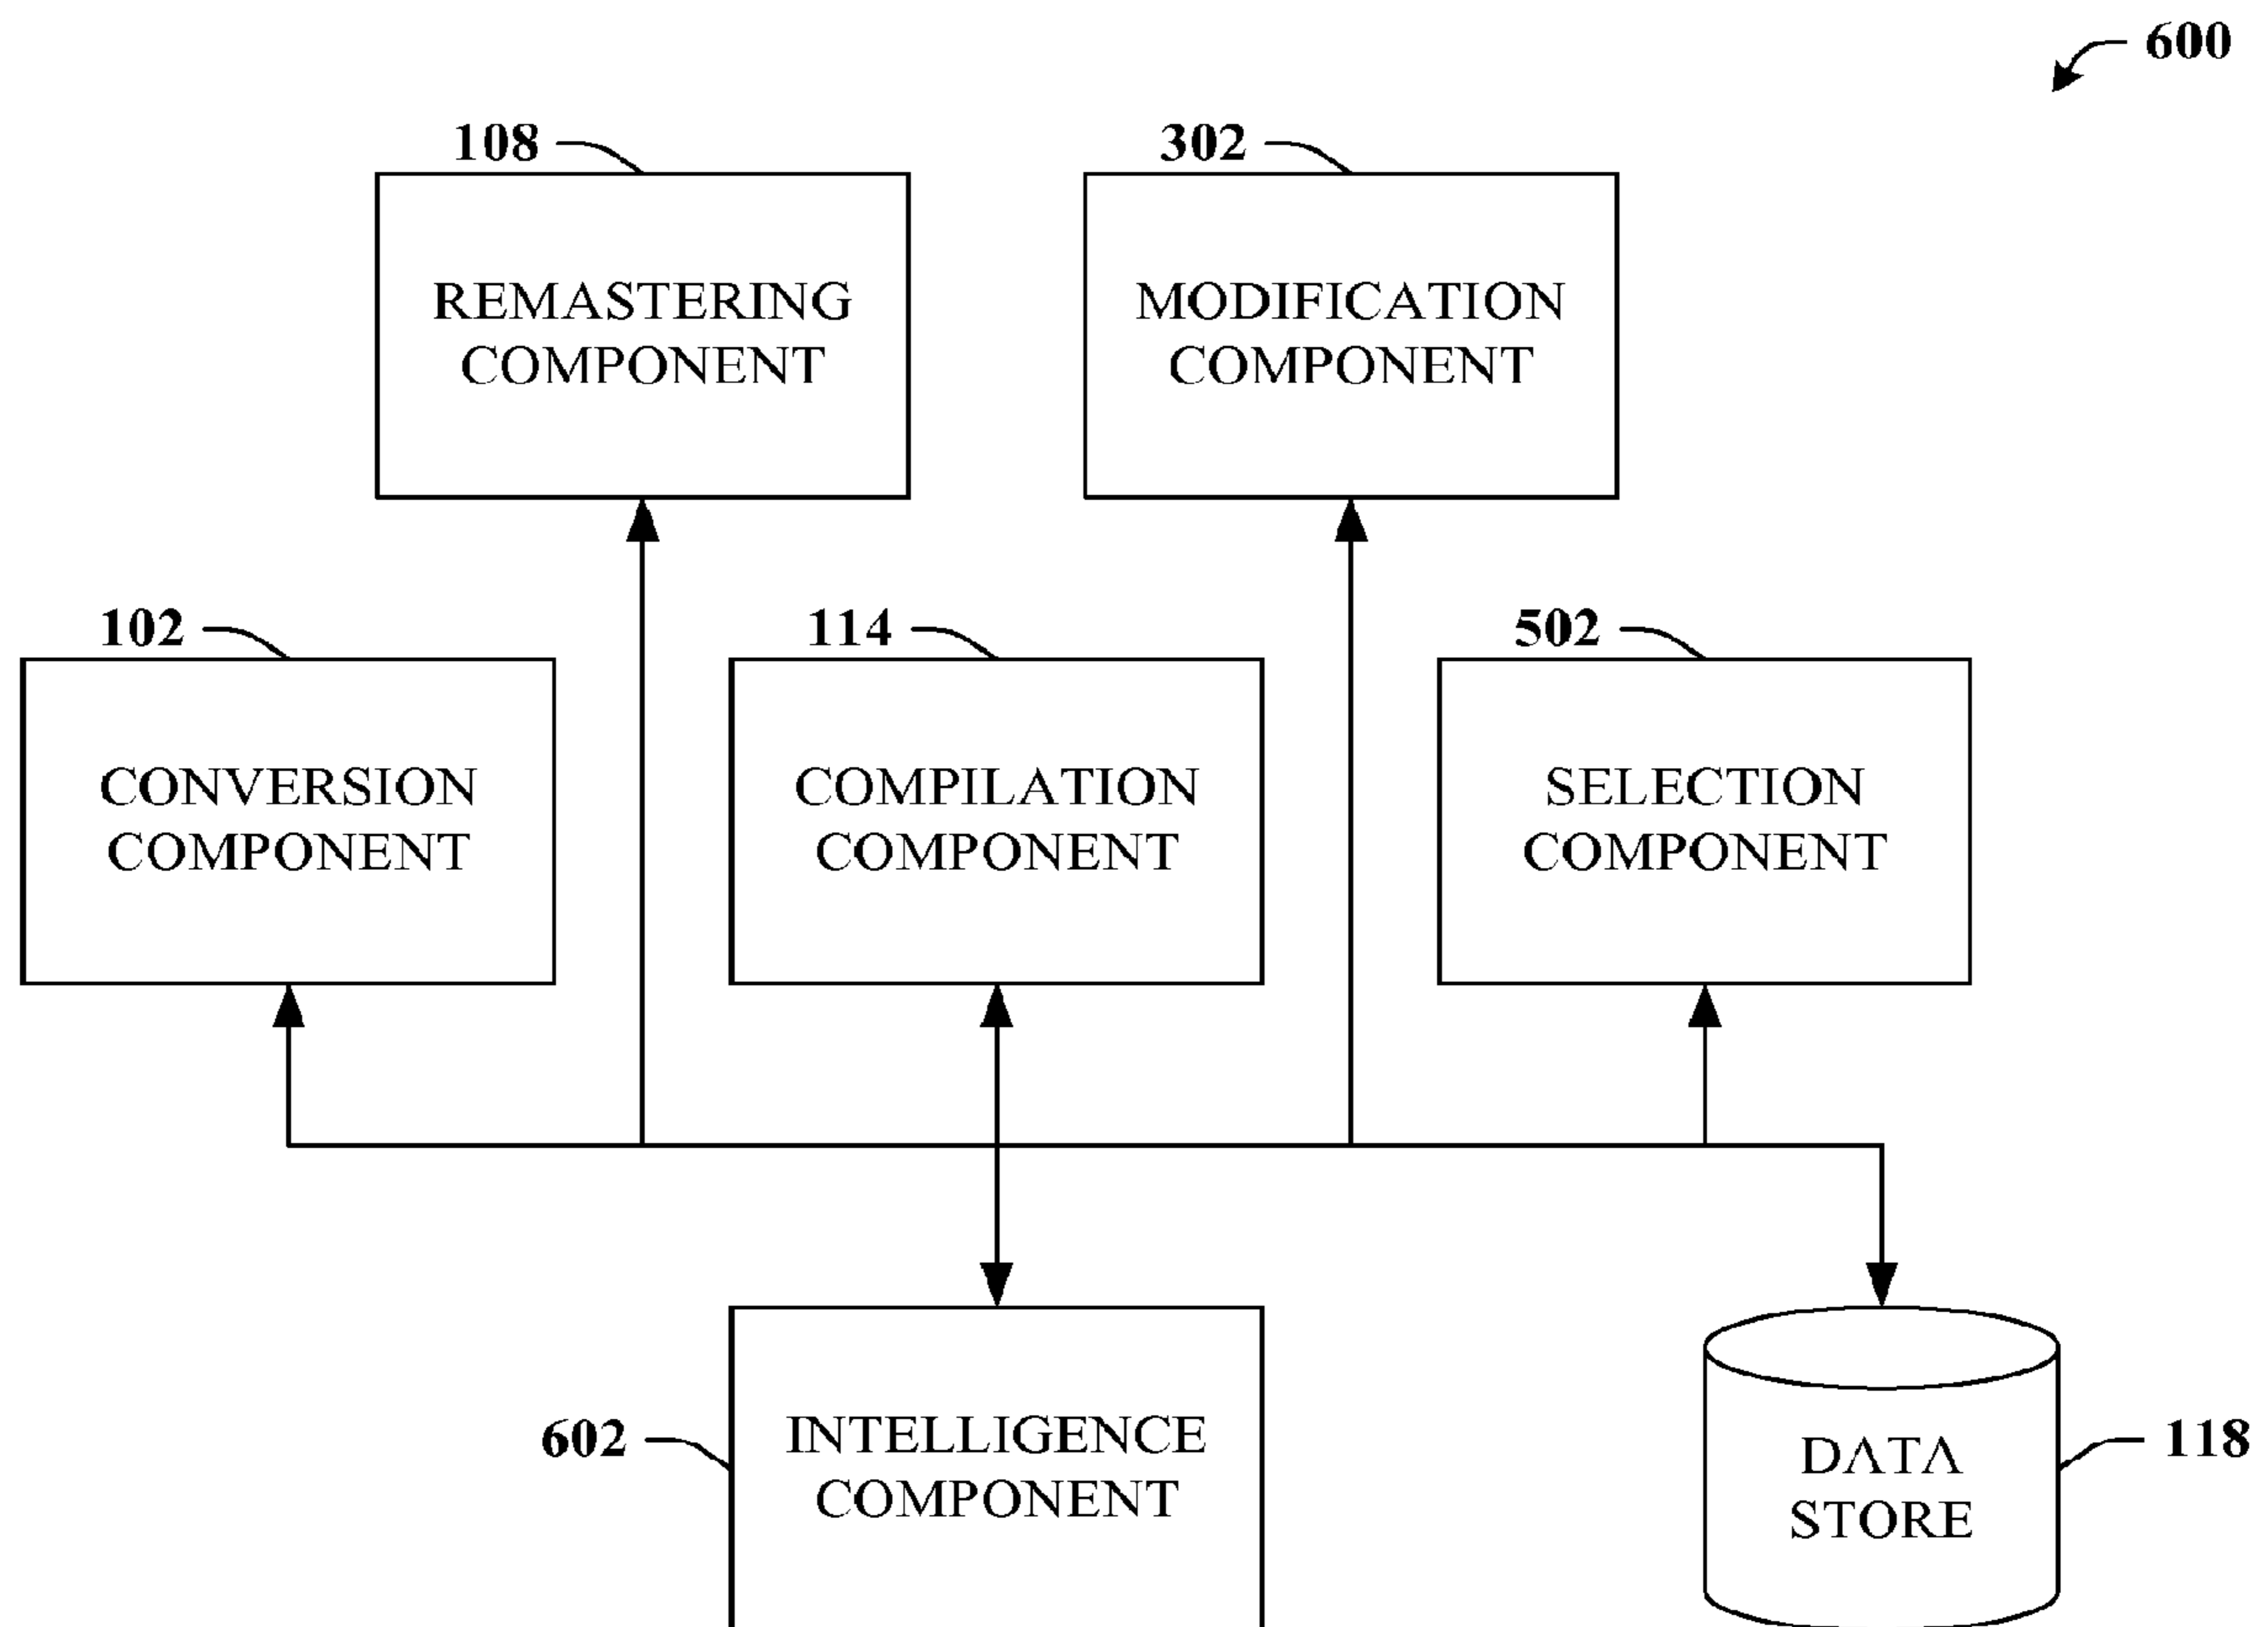 600
108
302
REMASTERING
COMPONENT
MODIFICATION
COMPONENT
102
114
502
CONVERSION
COMPONENT
COMPILATION
COMPONENT
SELECTION
COMPONENT
602
INTELLIGENCE
COMPONENT
DATA
STORE
118